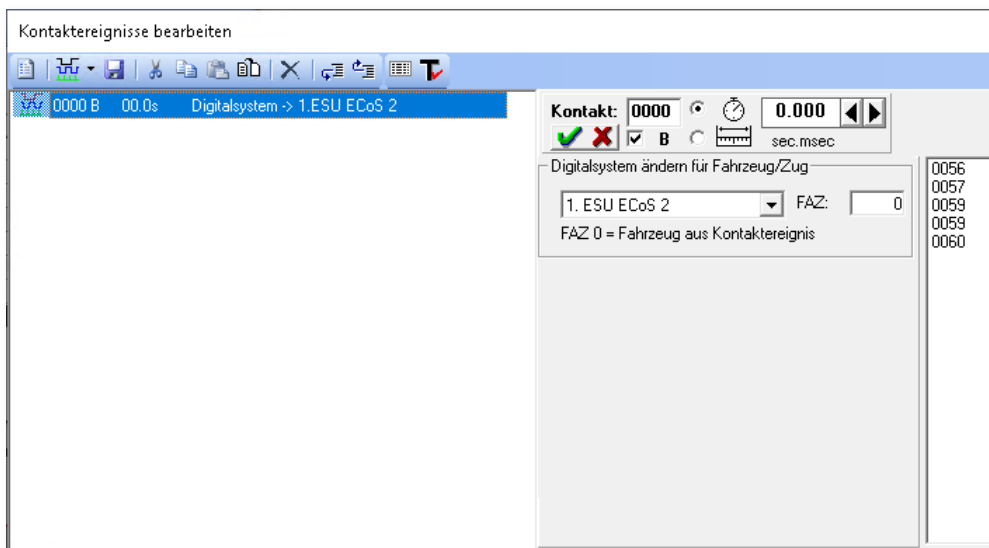 Kontaktereignisse bearbeiten
0000 B 00.0s Digitalsystem -> 1.ESU ECoS 2
Kontakt: 0000 0.000
B sec.msec
Digitalsystem ändern für Fahrzeug/Zug
1. ESU ECoS 2 FAZ: 0
FAZ 0 = Fahrzeug aus Kontaktereignis
0056
0057
0059
0059
0060